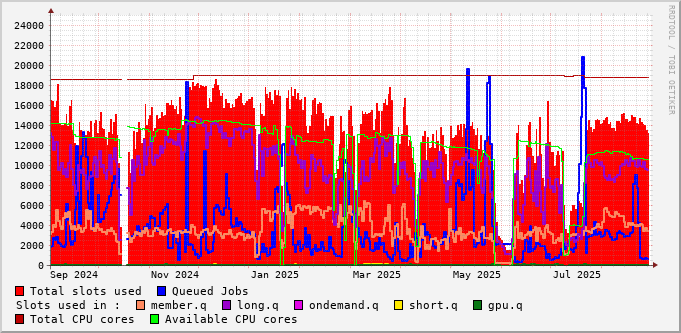 24000
22000
20000
18000
16000
14000
12000
10000
8000
6000
4000
2000
0
Sep 2024 Nov 2024 Jan 2025 Mar 2025 May 2025 Jul 2025
Total slots used Queued Jobs
Slots used in : member.q long.q ondemand.q short.q gpu.q
Total CPU cores Available CPU cores
RRDTOOL / TOBI OETIKER